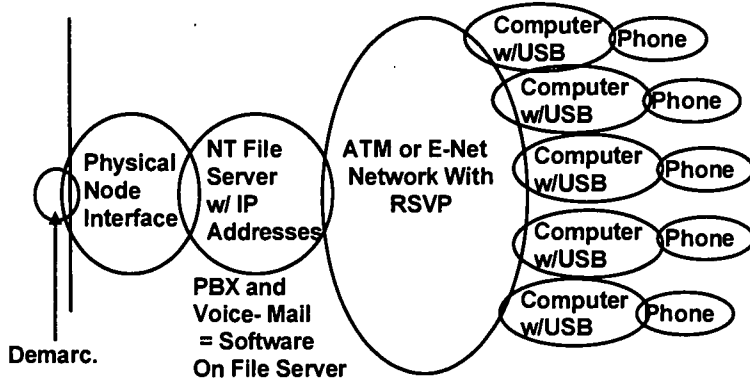 Physical
Node
Interface
Demarc.
NT File
Server
w/ IP
Addresses
PBX and
Voice- Mail
= Software
On File Server
ATM or E-Net
Network With
RSVP
Computer
w/USB
Phone
Computer
w/USB
Phone
Computer
w/USB
Phone
Computer
w/USB
Phone
Computer
w/USB
Phone